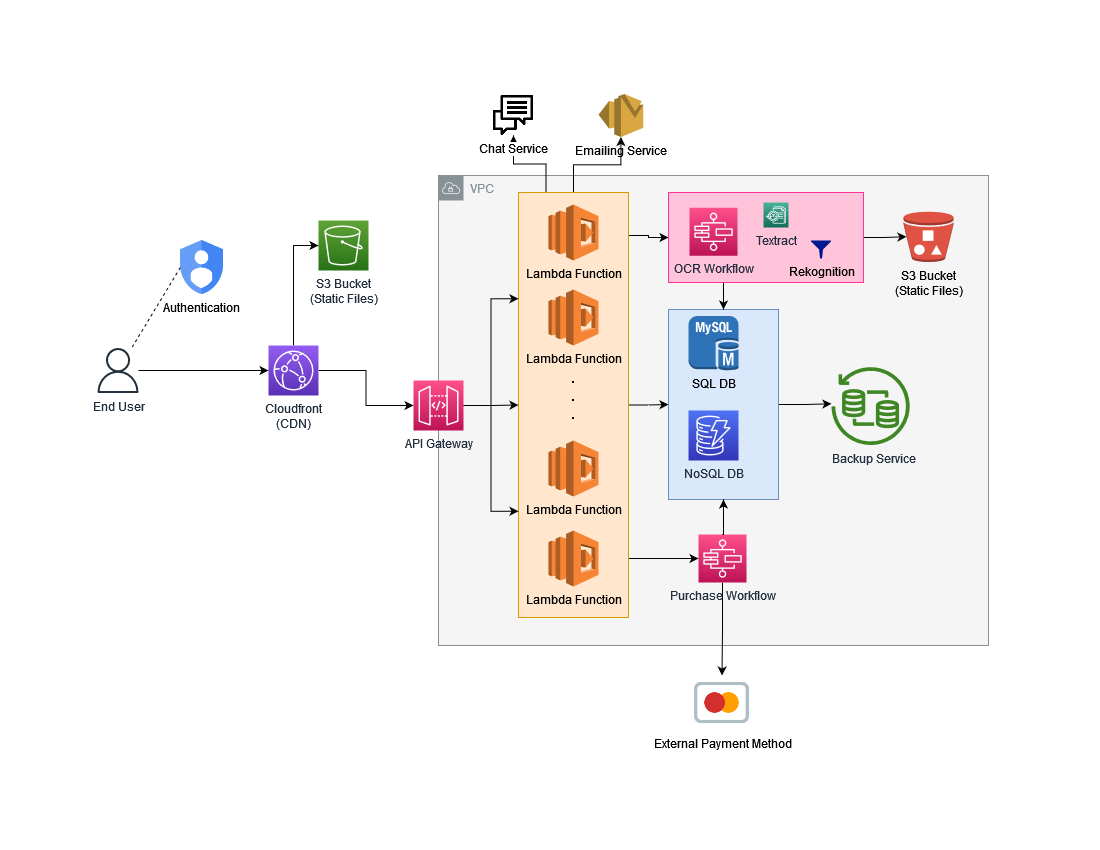 Chat Service
Emailing Service
VPC
Authentication
End User
S3 Bucket
(Static Files)
Cloudfront
(CDN)
API Gateway
Lambda Function
Lambda Function
.
.
.
Lambda Function
Lambda Function
OCR Workflow
Textract
Rekognition
S3 Bucket
(Static Files)
MySQL
M
SQL DB
NoSQL DB
Backup Service
Purchase Workflow
External Payment Method